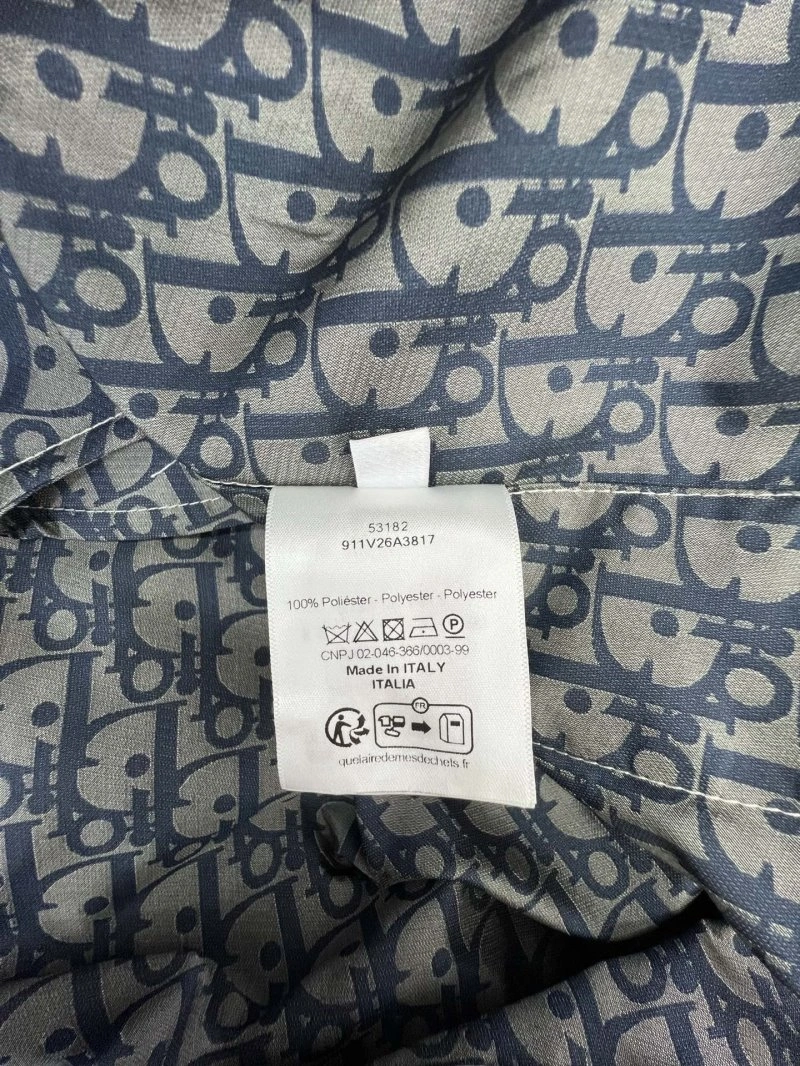 53182
911V26A3817
100% Poliéster - Polyester - Polyester
P
CNPJ 02-046-366/0003-99
Made In ITALY
ITALIA
FR
quelairedemesdechets.fr